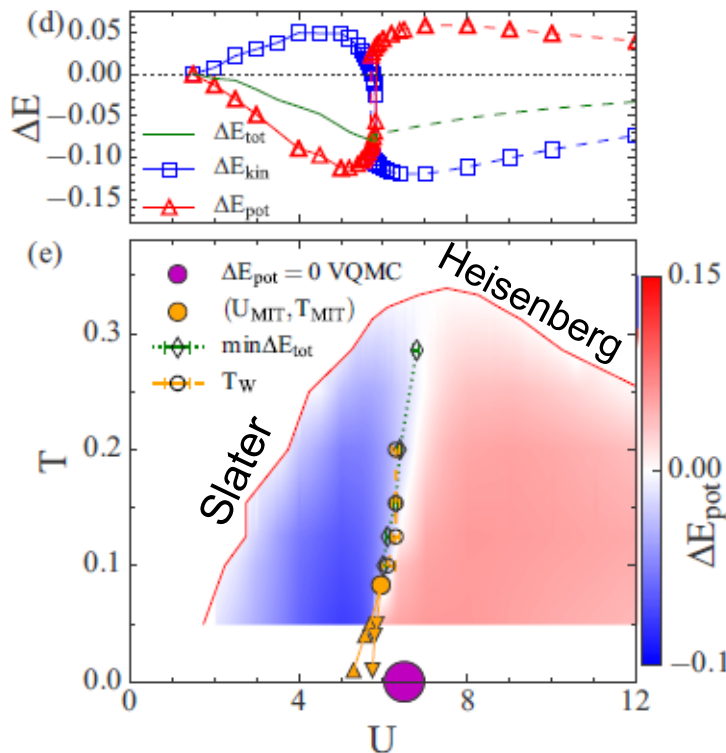 (d)
0.05
0.00
−0.05
−0.10
−0.15
ΔE
ΔE_tot
ΔE_kin
ΔE_pot
(e)
ΔE_pot = 0 VQMC
(U_MIT, T_MIT)
minΔE_tot
T_W
Heisenberg
Slater
0.3
0.2
0.1
0.0
T
0
4
8
12
U
0.15
0.00
−0.1
ΔE_pot